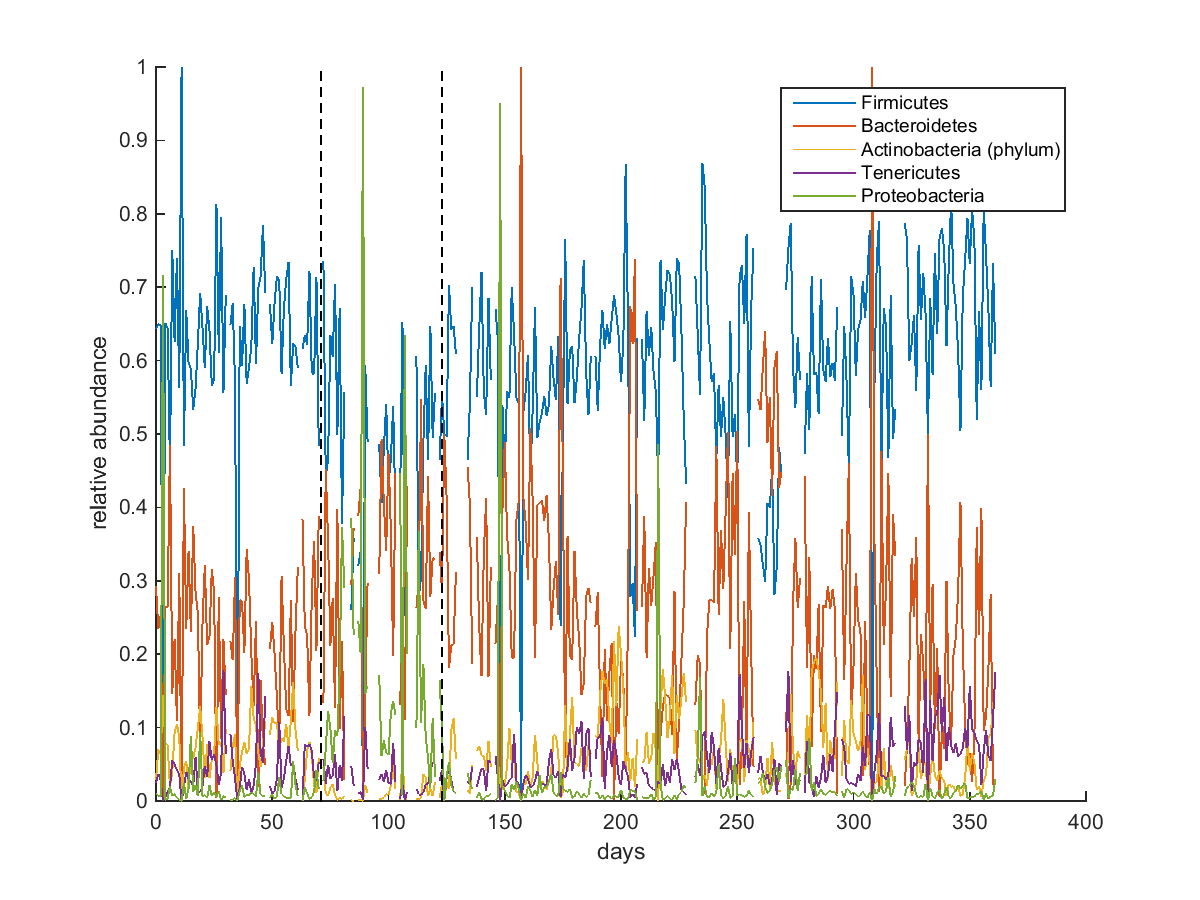 1
0.9
0.8
0.7
0.6
0.5
0.4
0.3
0.2
0.1
0
relative abundance
Firmicutes
Bacteroidetes
Actinobacteria (phylum)
Tenericutes
Proteobacteria
0 50 100 150 200 250 300 350 400
days